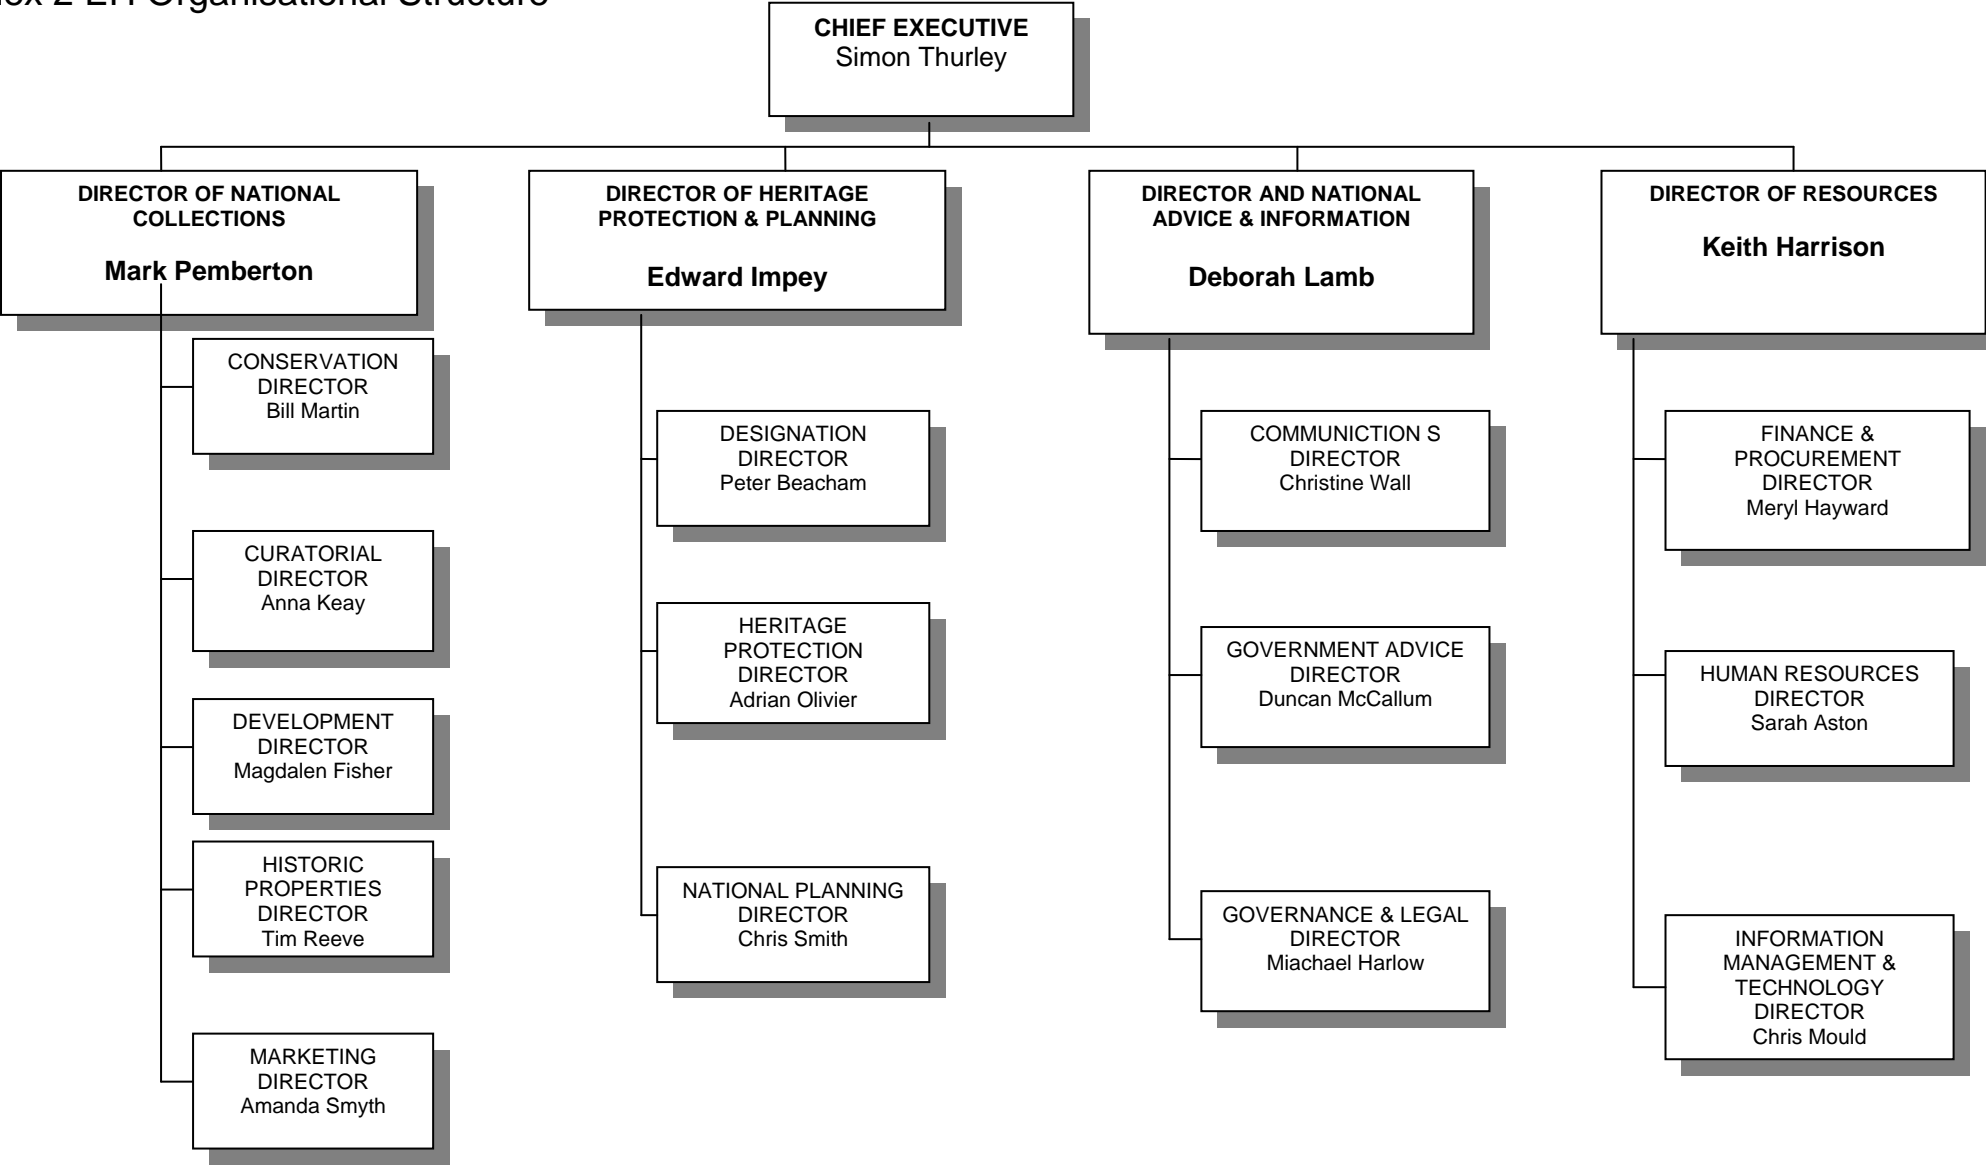 2 EH Organisational Structure
CHIEF EXECUTIVE
Simon Thurley
DIRECTOR OF NATIONAL
COLLECTIONS
Mark Pemberton
DIRECTOR OF HERITAGE
PROTECTION & PLANNING
Edward Impey
DIRECTOR AND NATIONAL
ADVICE & INFORMATION
Deborah Lamb
DIRECTOR OF RESOURCES
Keith Harrison
CONSERVATION
DIRECTOR
Bill Martin
CURATORIAL
DIRECTOR
Anna Keay
DEVELOPMENT
DIRECTOR
Magdalen Fisher
HISTORIC
PROPERTIES
DIRECTOR
Tim Reeve
MARKETING
DIRECTOR
Amanda Smyth
DESIGNATION
DIRECTOR
Peter Beacham
HERITAGE
PROTECTION
DIRECTOR
Adrian Olivier
NATIONAL PLANNING
DIRECTOR
Chris Smith
COMMUNICTION S
DIRECTOR
Christine Wall
GOVERNMENT ADVICE
DIRECTOR
Duncan McCallum
GOVERNANCE & LEGAL
DIRECTOR
Miachael Harlow
FINANCE &
PROCUREMENT
DIRECTOR
Meryl Hayward
HUMAN RESOURCES
DIRECTOR
Sarah Aston
INFORMATION
MANAGEMENT &
TECHNOLOGY
DIRECTOR
Chris Mould